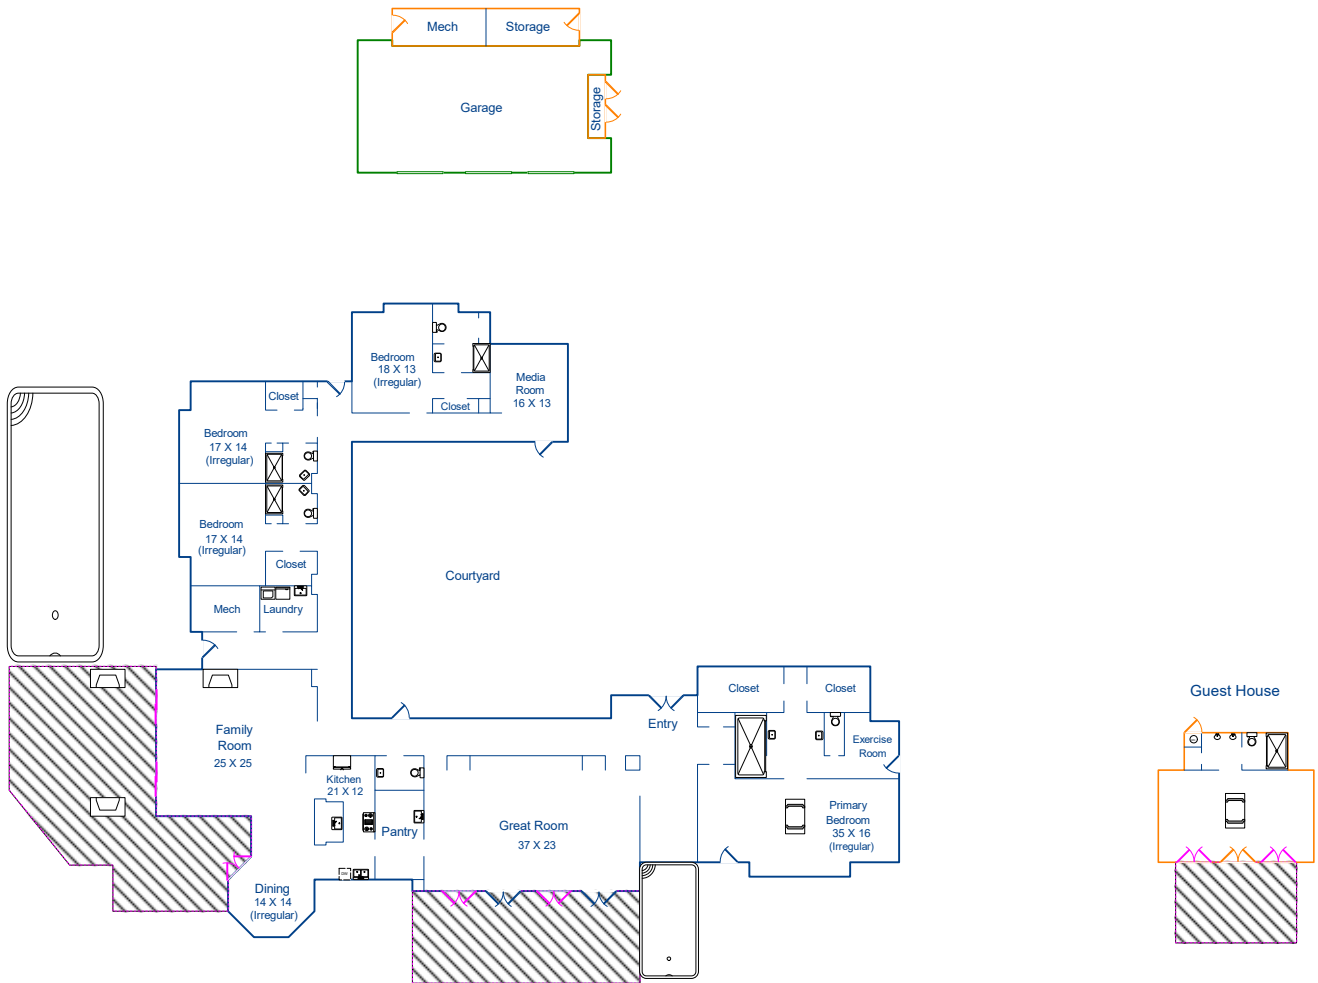 Mech
Storage
Garage
Storage
Bedroom
18 X 13
(Irregular)
Media
Room
16 X 13
Closet
Closet
Bedroom
17 X 14
(Irregular)
Bedroom
17 X 14
(Irregular)
Closet
Mech
Laundry
Courtyard
Closet
Closet
Entry
Exercise
Room
Guest House
Family
Room
25 X 25
Kitchen
21 X 12
Pantry
Great Room
37 X 23
Primary
Bedroom
35 X 16
(Irregular)
DW
Dining
14 X 14
(Irregular)